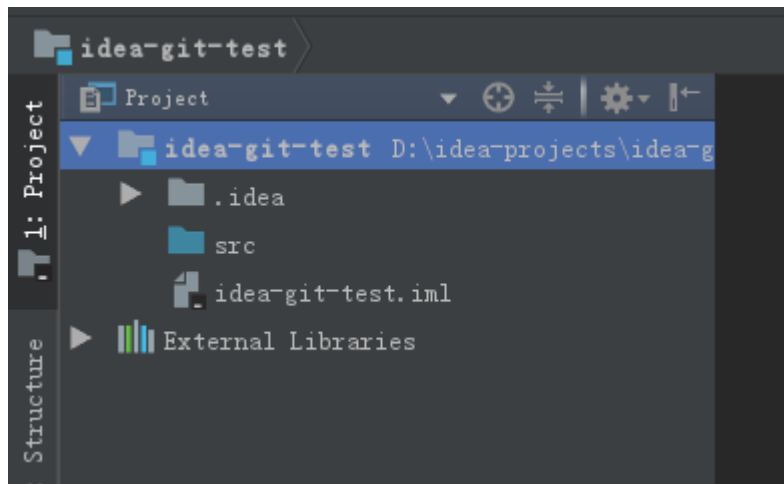 idea-git-test
Project
1: Project
idea-git-test D:\idea-projects\idea-g
.idea
src
idea-git-test.iml
External Libraries
Structure